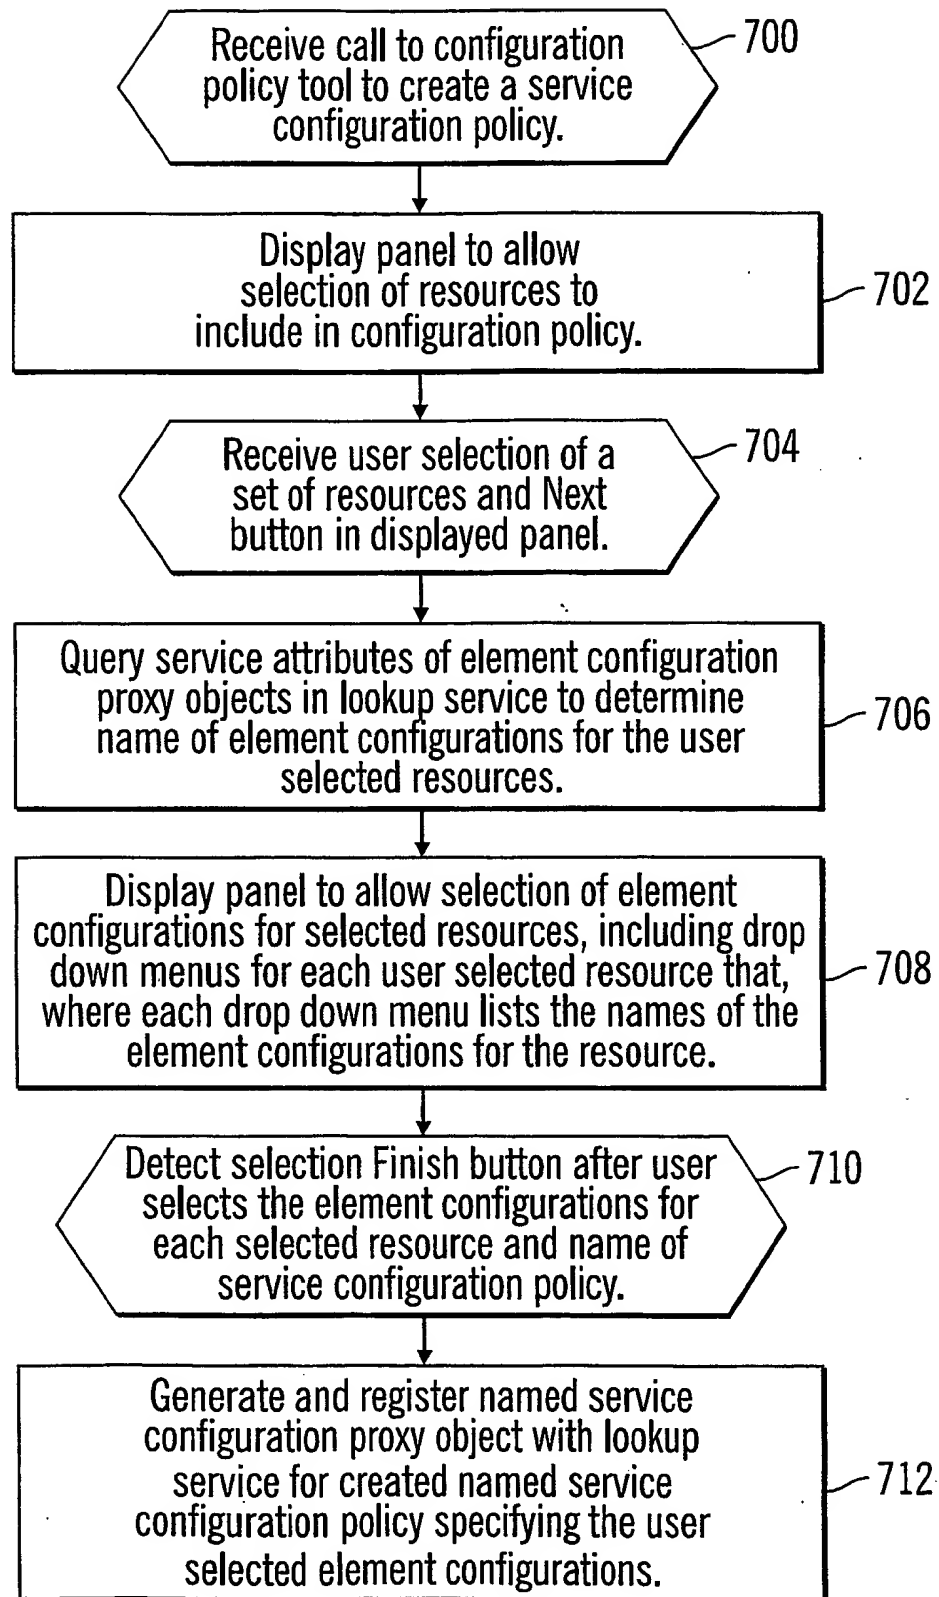 Receive call to configuration
policy tool to create a service
configuration policy.
700
Display panel to allow
selection of resources to
include in configuration policy.
702
Receive user selection of a
set of resources and Next
button in displayed panel.
704
Query service attributes of element configuration
proxy objects in lookup service to determine
name of element configurations for the user
selected resources.
706
Display panel to allow selection of element
configurations for selected resources, including drop
down menus for each user selected resource that,
where each drop down menu lists the names of the
element configurations for the resource.
708
Detect selection Finish button after user
selects the element configurations for
each selected resource and name of
service configuration policy.
710
Generate and register named service
configuration proxy object with lookup
service for created named service
configuration policy specifying the user
selected element configurations.
712